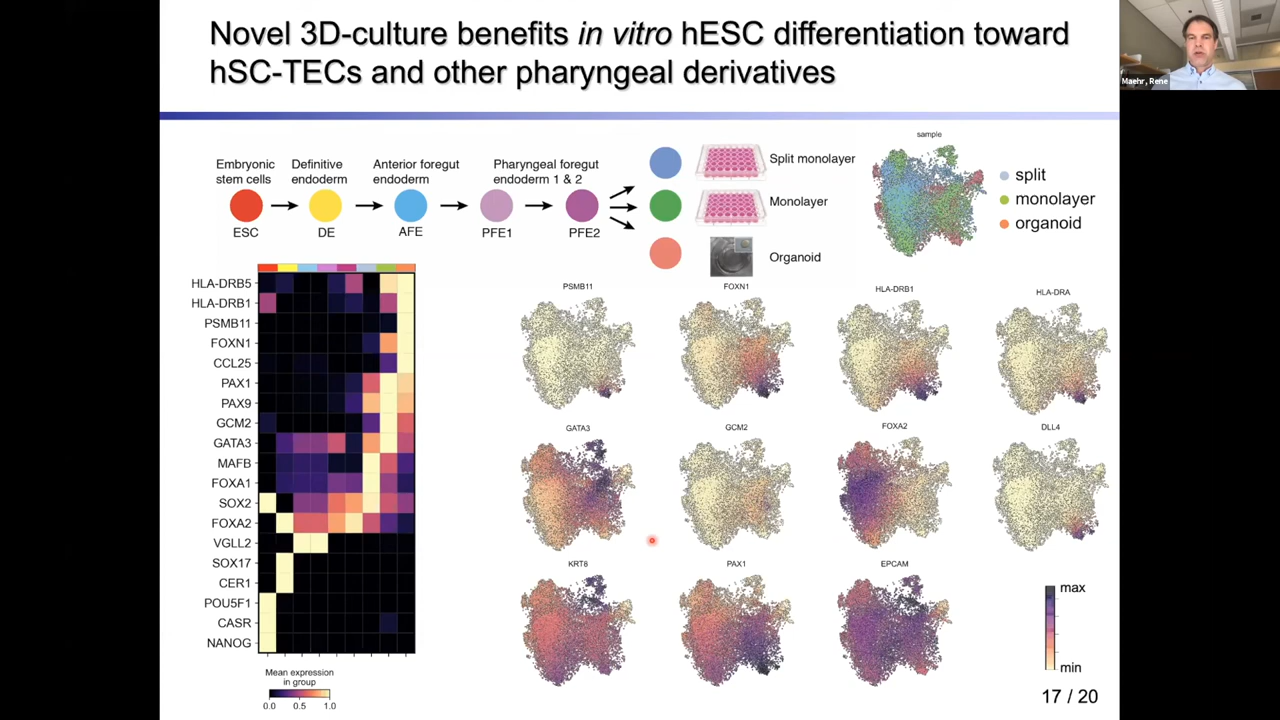 Novel 3D-culture benefits in vitro hESC differentiation toward
hSC-TECs and other pharyngeal derivatives
Maehr, Rene
Embryonic
stem cells
Definitive
endoderm
Anterior foregut
endoderm
Pharyngeal foregut
endoderm 1 & 2
ESC
DE
AFE
PFE1
PFE2
Split monolayer
Monolayer
Organoid
sample
split
monolayer
organoid
HLA-DRB5
HLA-DRB1
PSMB11
FOXN1
CCL25
PAX1
PAX9
GCM2
GATA3
MAFB
FOXA1
SOX2
FOXA2
VGLL2
SOX17
CER1
POU5F1
CASR
NANOG
Mean expression
in group
0.0 0.5 1.0
PSMB11
FOXN1
HLA-DRB1
HLA-DRA
GATA3
GCM2
FOXA2
DLL4
KRT8
PAX1
EPCAM
max
min
17 / 20